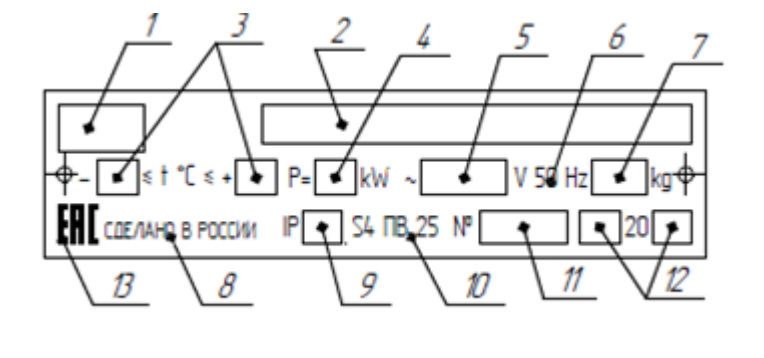 1 3 2 4 5 6 7
- ≤ t °C ≤ + P= kW ~ V 50 Hz kg
EAC СДЕЛАНО В РОССИИ IP . S4 ПВ 25 № 20
13 8 9 10 11 12